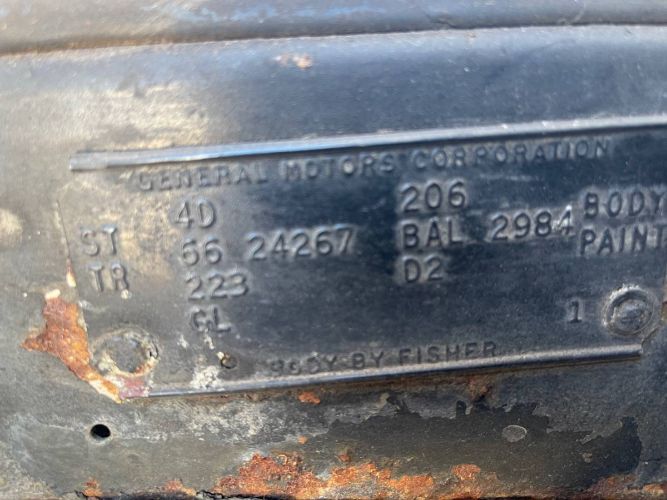 GENERAL MOTORS CORPORATION
4D 206
ST 66 24267 BAL 2984 BODY
TR 223 D2 PAINT
GL 1
BODY BY FISHER